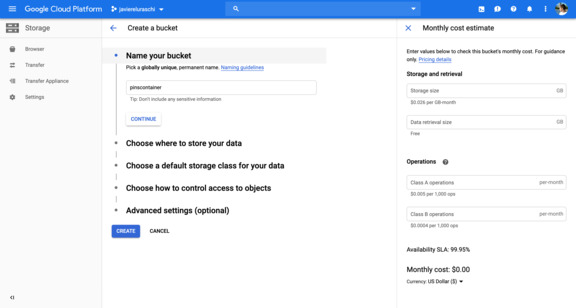 Google Cloud Platform
javierelunaschi
Storage
Create a bucket
Monthly cost estimate
Browser
Transfer
Transfer Appliance
Settings
Name your bucket
Pick a globally unique, permanent name. Naming guidelines
pinscontainer
Tip: Don't include any sensitive information
CONTINUE
Choose where to store your data
Choose a default storage class for your data
Choose how to control access to objects
Advanced settings (optional)
CREATE CANCEL
Enter values below to check this bucket's monthly cost. For guidance
only. Pricing details
Storage and retrieval
Storage size GB
$0.026 per GB-month
Data retrieval size GB
Free
Operations
Class A operations per-month
$0.005 per 1,000 ops
Class B operations per-month
$0.0004 per 1,000 ops
Availability SLA: 99.95%
Monthly cost: $0.00
Currency: US Dollar ($)